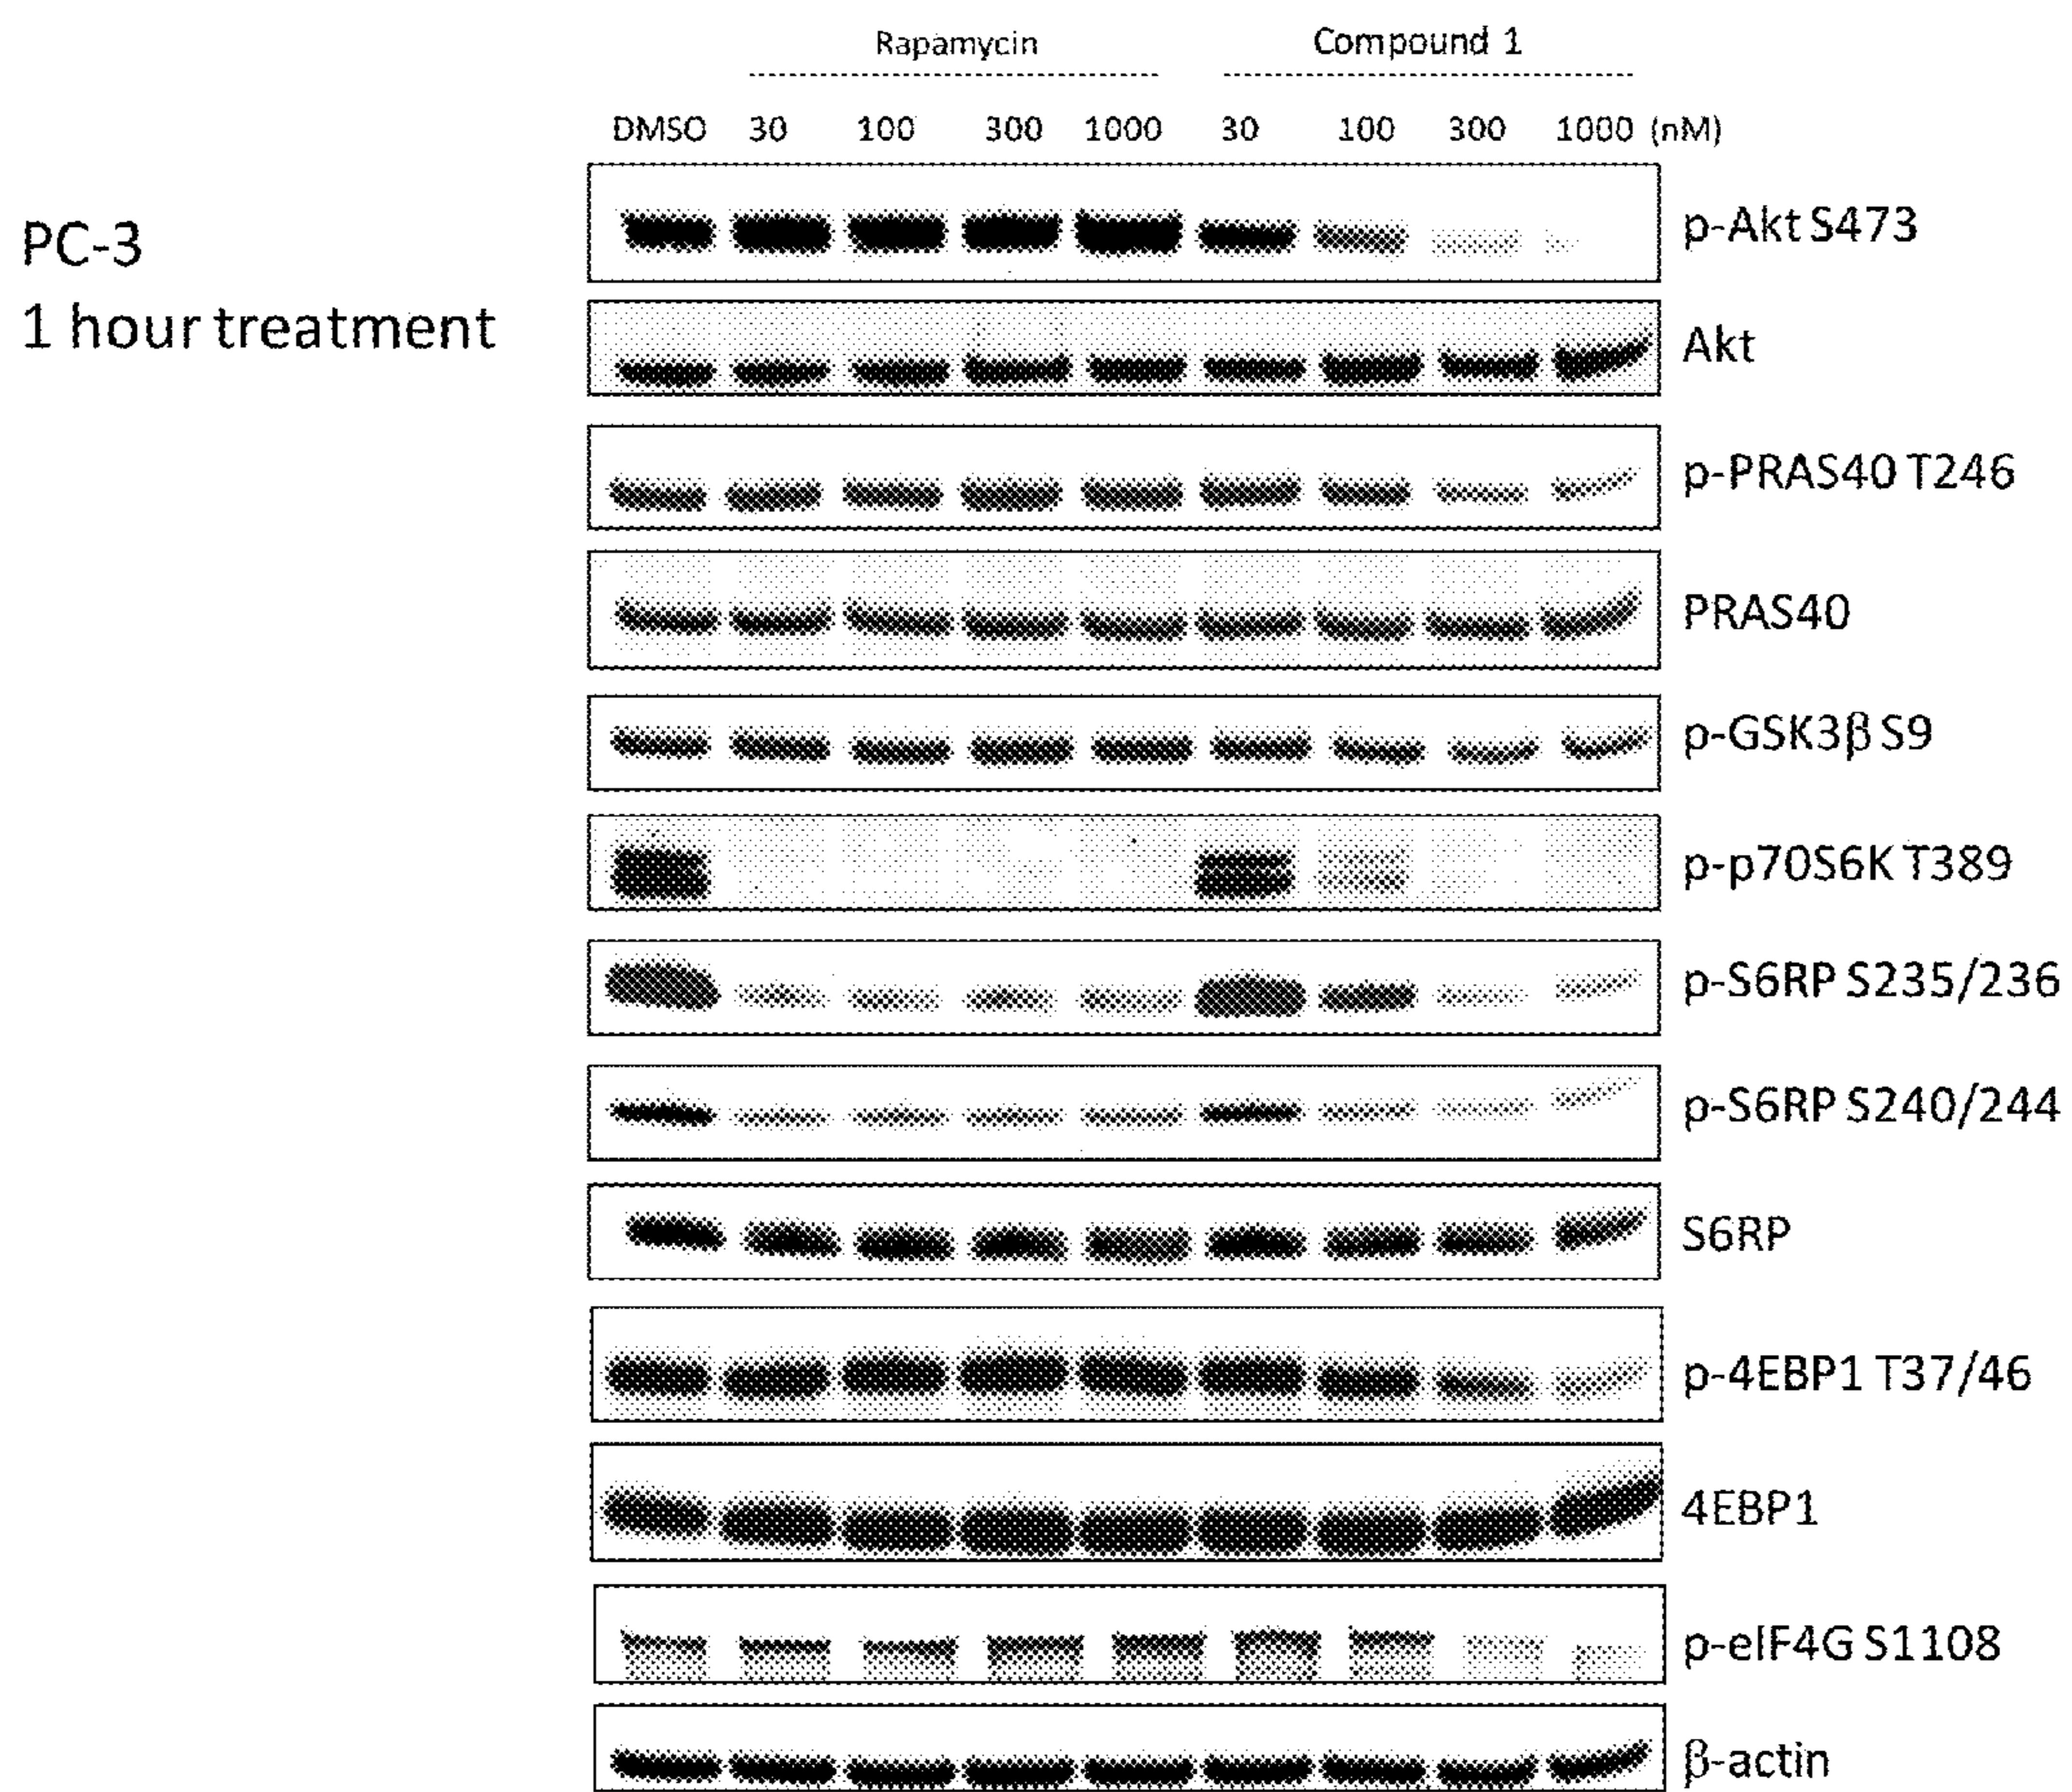 Rapamycin Compound 1
DMSO 30 100 300 1000 30 100 300 1000 (nM)
PC-3
1 hour treatment
p-Akt S473
Akt
p-PRAS40 T246
PRAS40
p-GSK3β S9
p-p70S6K T389
p-S6RP S235/236
p-S6RP S240/244
S6RP
p-4EBP1 T37/46
4EBP1
p-eIF4G S1108
β-actin